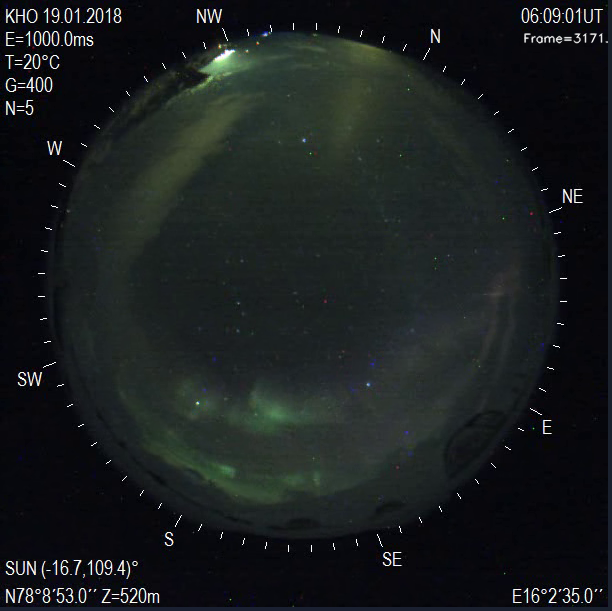 KHO 19.01.2018
E=1000.0ms
T=20°C
G=400
N=5
06:09:01UT
Frame=3171.
NW
N
W
NE
SW
E
S
SE
SUN (-16.7,109.4)°
N78°8'53.0'' Z=520m
E16°2'35.0''